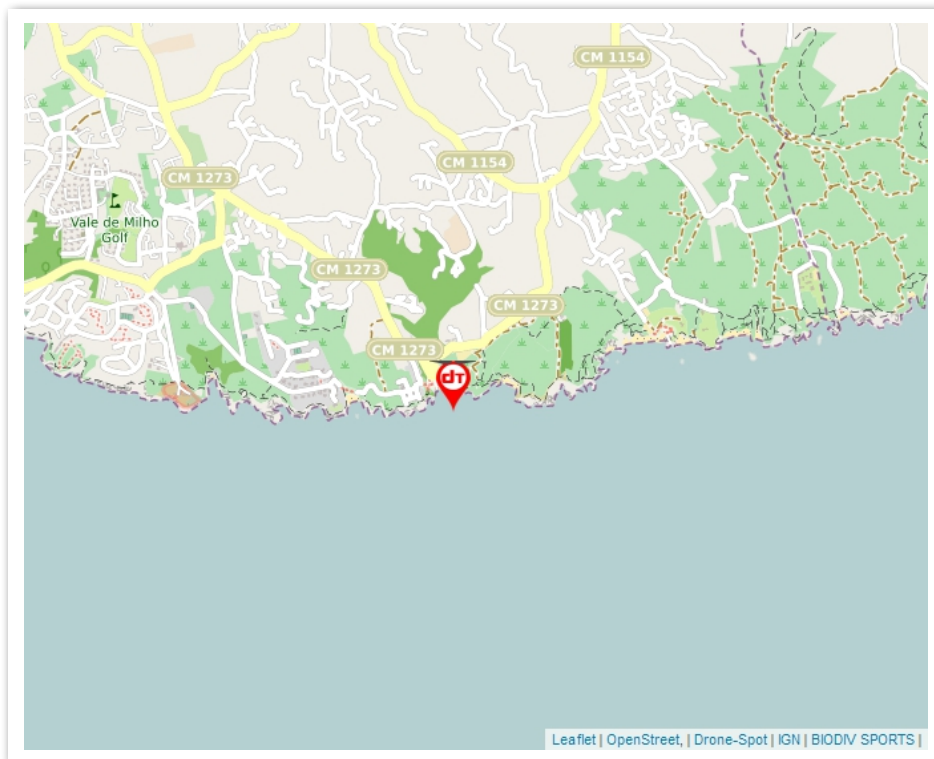 CM 1154
CM 1154
CM 1273
Vale de Milho
Golf
CM 1273
CM 1273
CM 1273
dT
Leaflet | OpenStreet, | Drone-Spot | IGN | BIODIV SPORTS |